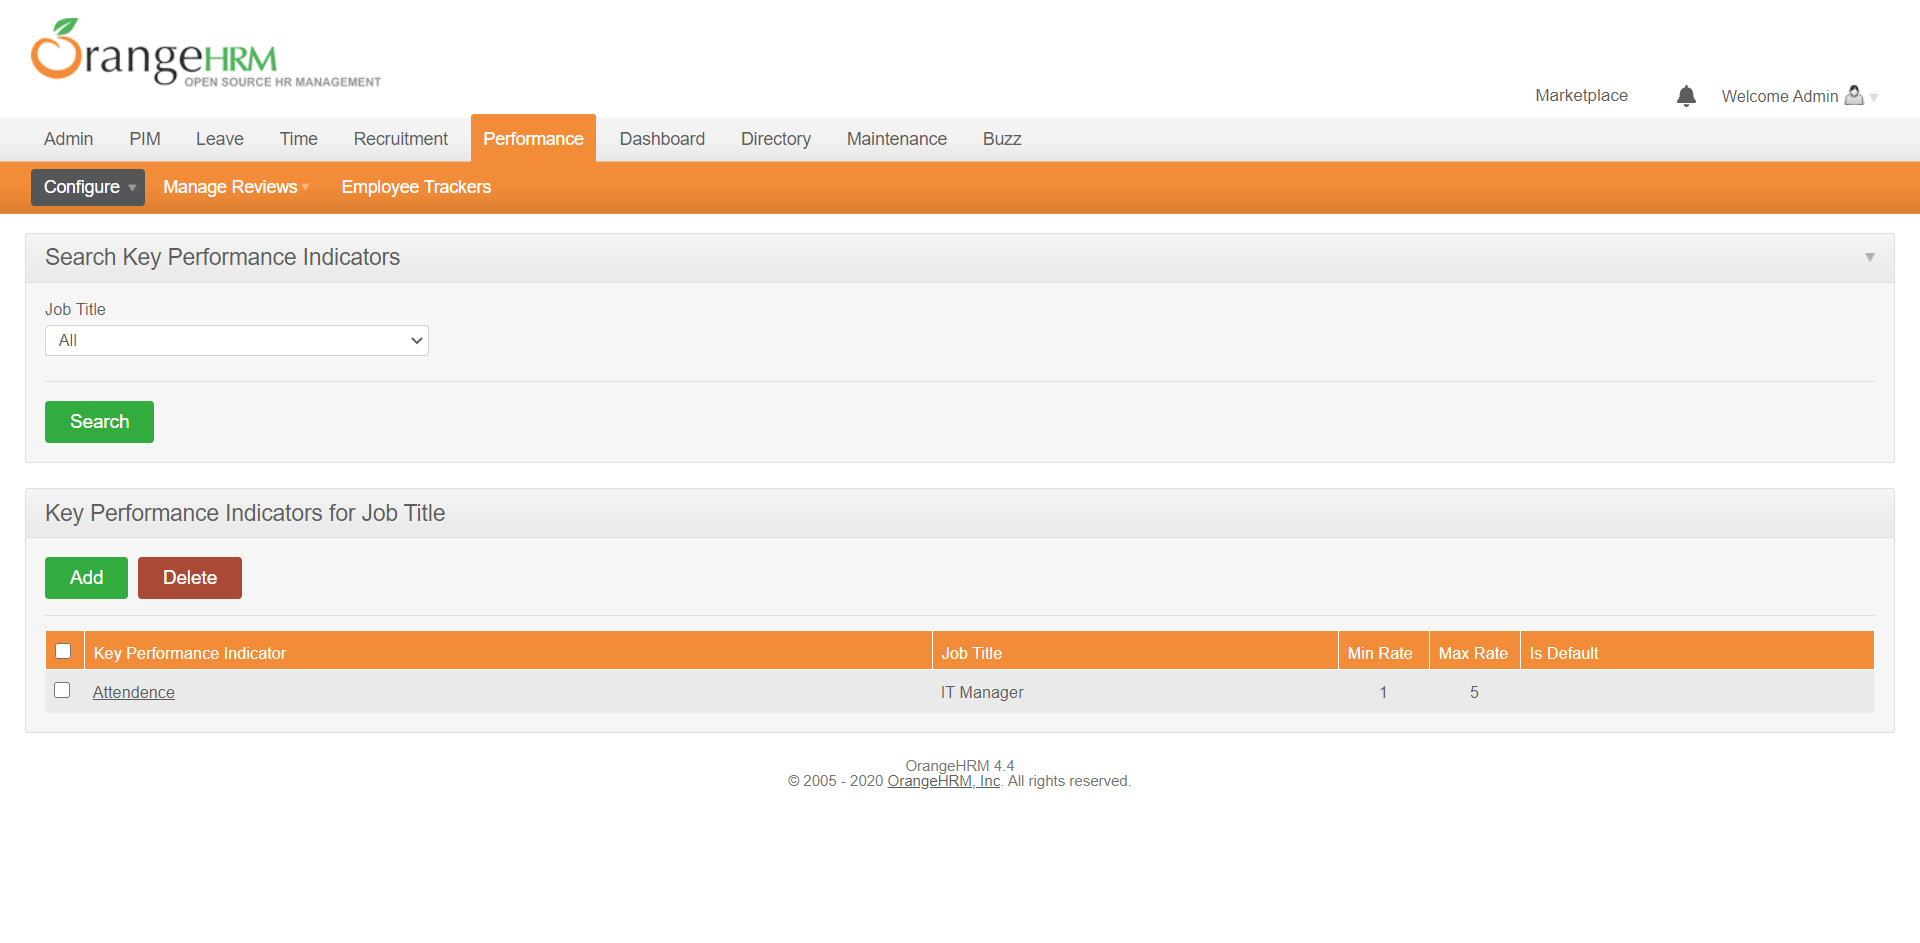 OrangeHRM
OPEN SOURCE HR MANAGEMENT
Marketplace Welcome Admin
Admin PIM Leave Time Recruitment Performance Dashboard Directory Maintenance Buzz
Configure Manage Reviews Employee Trackers
Search Key Performance Indicators
Job Title
All
Search
Key Performance Indicators for Job Title
Add Delete
Key Performance Indicator Job Title Min Rate Max Rate Is Default
Attendence IT Manager 1 5
OrangeHRM 4.4
© 2005 - 2020 OrangeHRM, Inc. All rights reserved.